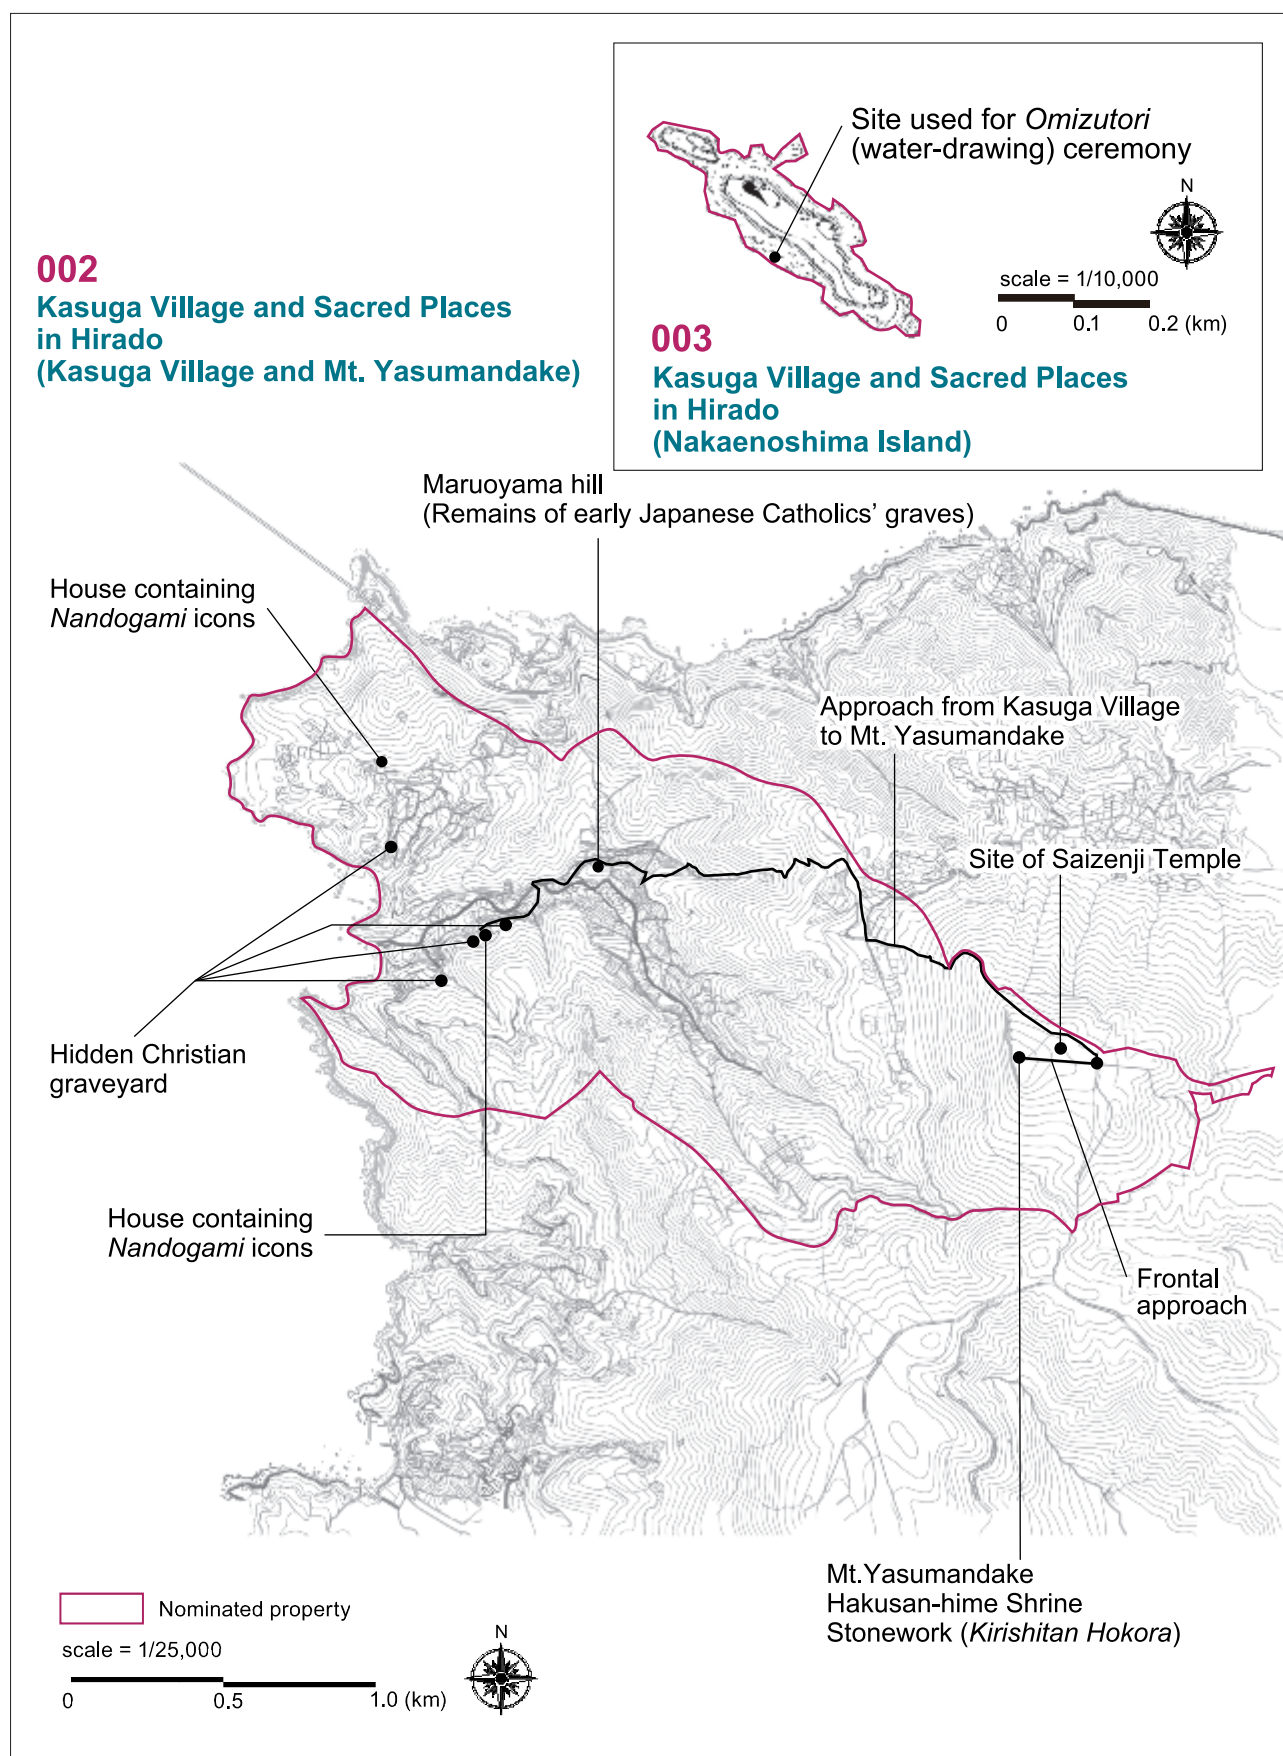 002
Kasuga Village and Sacred Places
in Hirado
(Kasuga Village and Mt. Yasumandake)
Site used for Omizutori
(water-drawing) ceremony
N
scale = 1/10,000
0 0.1 0.2 (km)
003
Kasuga Village and Sacred Places
in Hirado
(Nakaenoshima Island)
Maruoyama hill
(Remains of early Japanese Catholics’ graves)
House containing
Nandogami icons
Approach from Kasuga Village
to Mt. Yasumandake
Site of Saizenji Temple
Hidden Christian
graveyard
House containing
Nandogami icons
Frontal
approach
Mt.Yasumandake
Hakusan-hime Shrine
Stonework (Kirishitan Hokora)
Nominated property
scale = 1/25,000
0 0.5 1.0 (km)
N